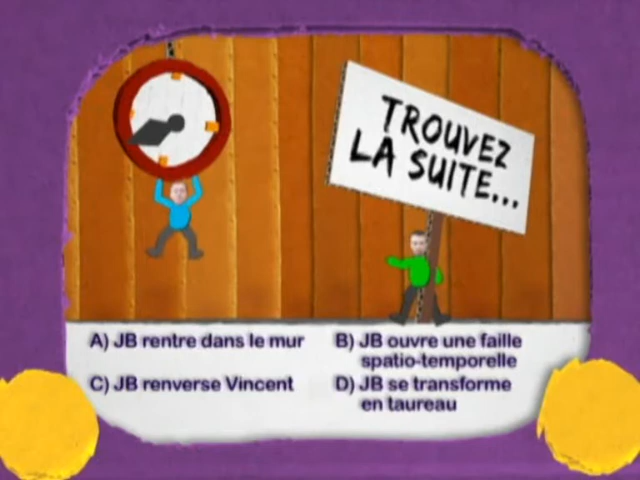 TROUVEZ
LA SUITE...
A) JB rentre dans le mur
B) JB ouvre une faille
spatio-temporelle
C) JB renverse Vincent
D) JB se transforme
en taureau